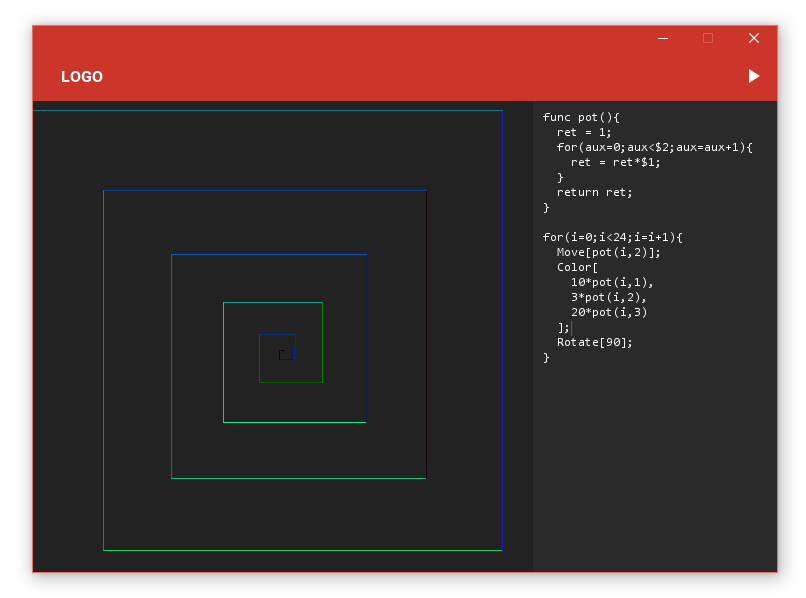 LOGO
func pot(){
  ret = 1;
  for(aux=0;aux<$2;aux=aux+1){
    ret = ret*$1;
  }
  return ret;
}
for(i=0;i<24;i=i+1){
  Move[pot(i,2)];
  Color[
    10*pot(i,1),
    3*pot(i,2),
    20*pot(i,3)
  ];
  Rotate[90];
}